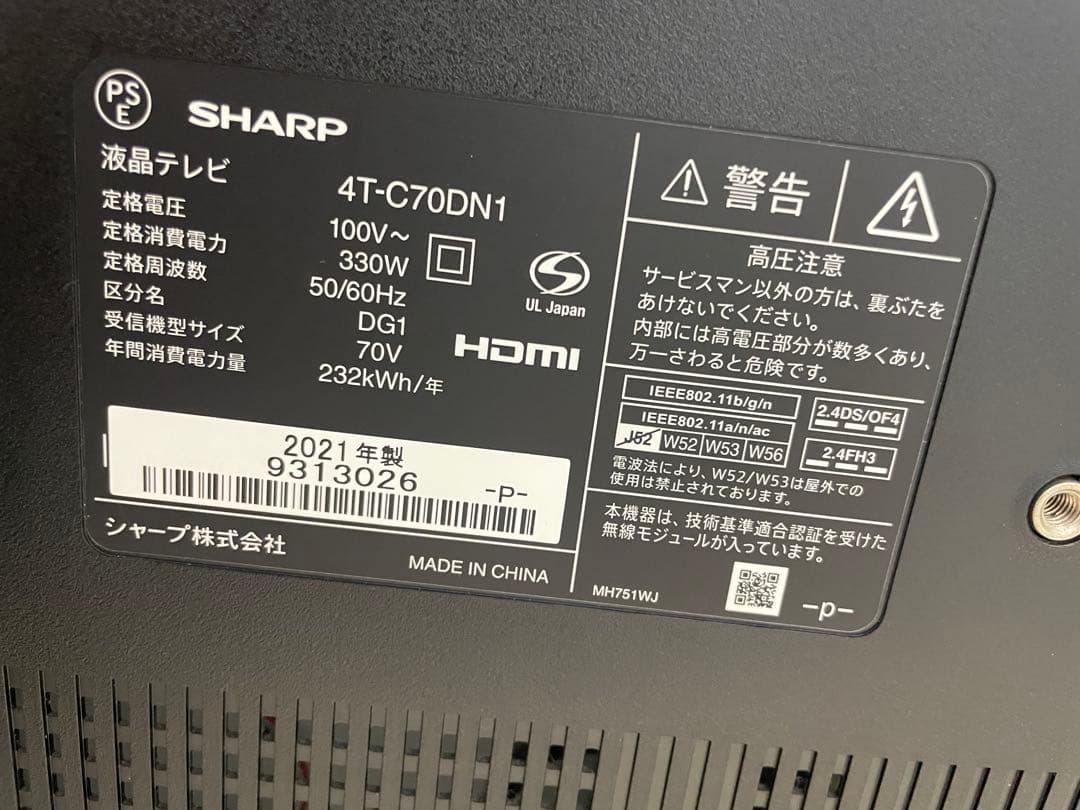 PS
E
SHARP
液晶テレビ 4T-C70DN1
定格電圧 100V～
定格消費電力 330W
定格周波数 50/60Hz
区分名 DG1
受信機型サイズ 70V
年間消費電力量 232kWh/年
UL Japan
HDMI
2021年製
9313026
-P-
シャープ株式会社
MADE IN CHINA
警告
高圧注意
サービスマン以外の方は、裏ぶたを
あけないでください。
内部には高電圧部分が数多くあり、
万一さわると危険です。
IEEE802.11b/g/n
IEEE802.11a/n/ac
J52 W52 W53 W56
2.4DS/OF4
2.4FH3
電波法により、W52/W53は屋外での
使用は禁止されております。
本機器は、技術基準適合認証を受けた
無線モジュールが入っています。
MH751WJ
-p-